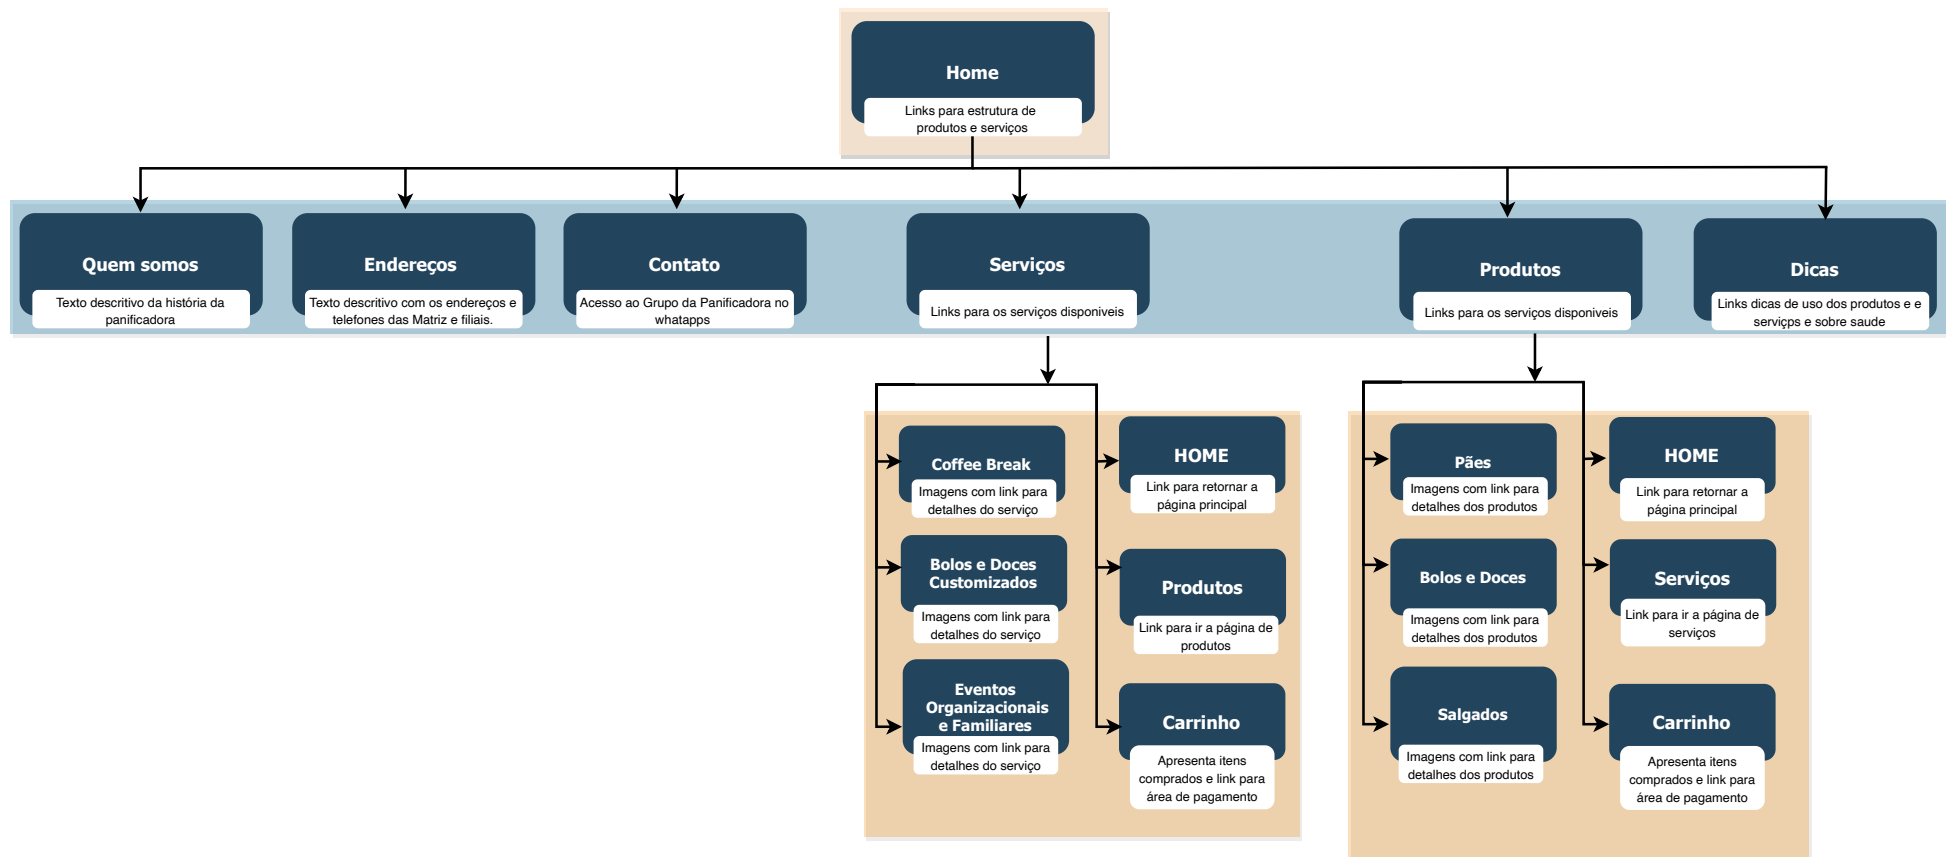 Home
Links para estrutura de
produtos e serviços
Quem somos
Texto descritivo da história da
panificadora
Endereços
Texto descritivo com os endereços e
telefones das Matriz e filiais.
Contato
Acesso ao Grupo da Panificadora no
whatapps
Serviços
Links para os serviços disponiveis
Produtos
Links para os serviços disponiveis
Dicas
Links dicas de uso dos produtos e e
serviçps e sobre saude
Coffee Break
Imagens com link para
detalhes do serviço
Bolos e Doces
Customizados
Imagens com link para
detalhes do serviço
Eventos
Organizacionais
e Familiares
Imagens com link para
detalhes do serviço
HOME
Link para retornar a
página principal
Produtos
Link para ir a página de
produtos
Carrinho
Apresenta itens
comprados e link para
área de pagamento
Pães
Imagens com link para
detalhes dos produtos
Bolos e Doces
Imagens com link para
detalhes dos produtos
Salgados
Imagens com link para
detalhes dos produtos
HOME
Link para retornar a
página principal
Serviços
Link para ir a página de
serviços
Carrinho
Apresenta itens
comprados e link para
área de pagamento